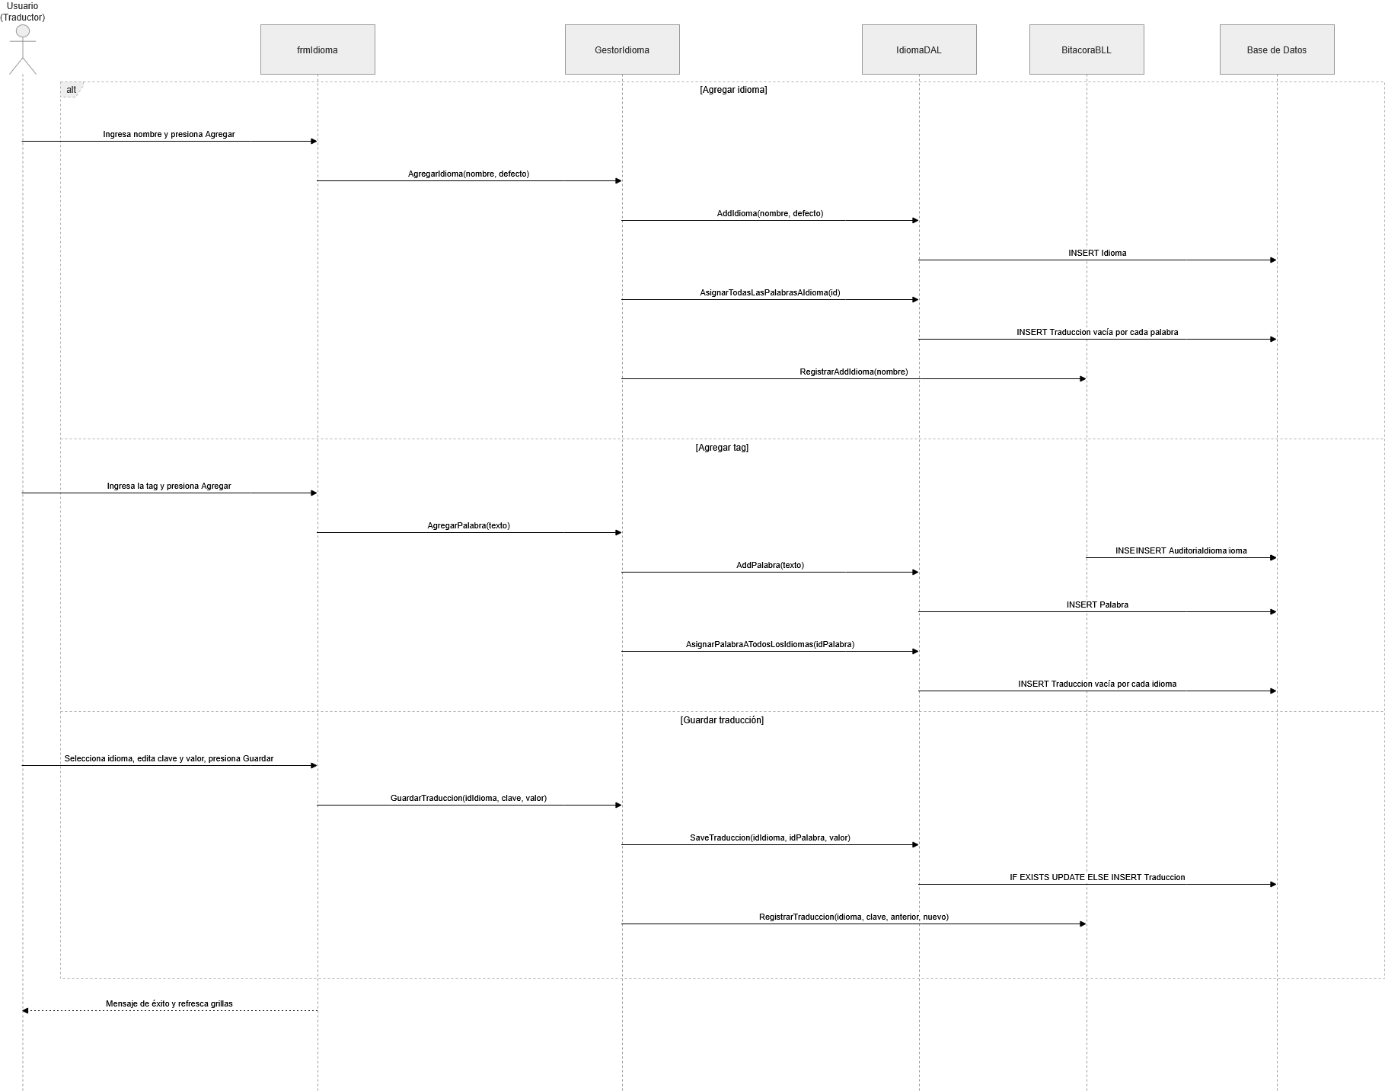 Usuario
(Traductor)
frmIdioma
GestorIdioma
IdiomaDAL
BitacoraBLL
Base de Datos
alt
[Agregar idioma]
Ingresa nombre y presiona Agregar
AgregarIdioma(nombre, defecto)
AddIdioma(nombre, defecto)
INSERT Idioma
AsignarTodasLasPalabrasAIdioma(id)
INSERT Traduccion vacía por cada palabra
RegistrarAddIdioma(nombre)
[Agregar tag]
Ingresa la tag y presiona Agregar
AgregarPalabra(texto)
INSEINSERT AuditoriaIdioma ioma
AddPalabra(texto)
INSERT Palabra
AsignarPalabraATodosLosIdiomas(idPalabra)
INSERT Traduccion vacía por cada idioma
[Guardar traducción]
Selecciona idioma, edita clave y valor, presiona Guardar
GuardarTraduccion(idIdioma, clave, valor)
SaveTraduccion(idIdioma, idPalabra, valor)
IF EXISTS UPDATE ELSE INSERT Traduccion
RegistrarTraduccion(idioma, clave, anterior, nuevo)
Mensaje de éxito y refresca grillas